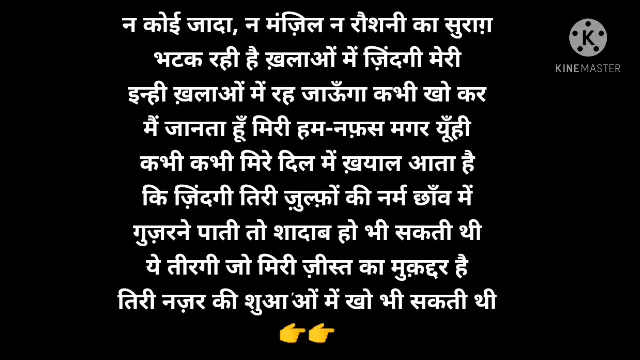 न कोई जादा, न मंज़िल न रौशनी का सुराग़
भटक रही है ख़लाओं में ज़िंदगी मेरी
इन्ही ख़लाओं में रह जाऊँगा कभी खो कर
मैं जानता हूँ मिरी हम-नफ़स मगर यूँही
कभी कभी मिरे दिल में ख़याल आता है
कि ज़िंदगी तिरी ज़ुल्फ़ों की नर्म छाँव में
गुज़रने पाती तो शादाब हो भी सकती थी
ये तीरगी जो मिरी ज़ीस्त का मुक़द्दर है
तिरी नज़र की शुआ'ओं में खो भी सकती थी
👉👉
KINEMASTER